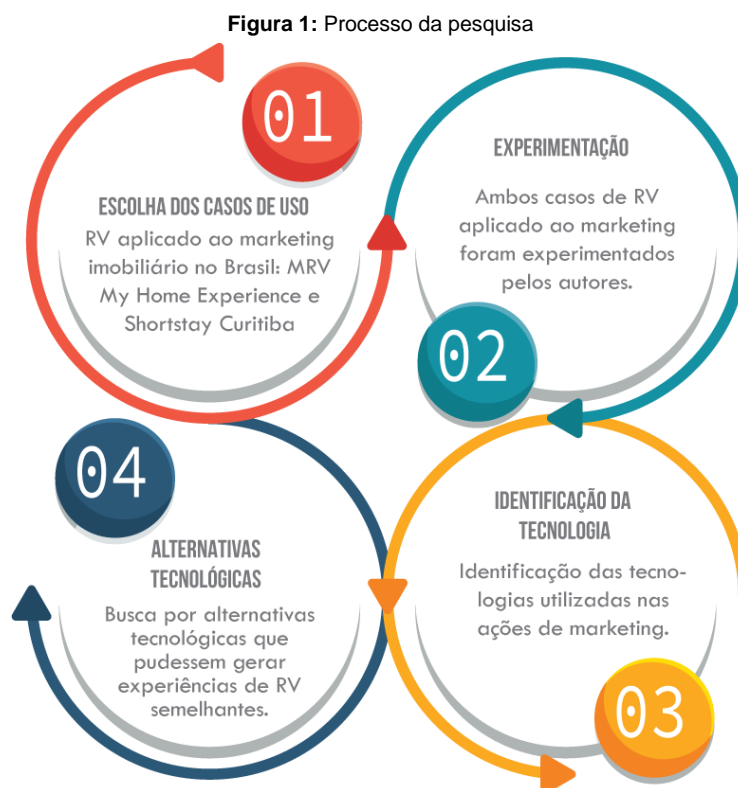 Figura 1: Processo da pesquisa
01
ESCOLHA DOS CASOS DE USO
RV aplicado ao marketing
imobiliário no Brasil: MRV
My Home Experience e
Shortstay Curitiba
EXPERIMENTAÇÃO
Ambos casos de RV
aplicado ao marketing
foram experimentados
pelos autores.
02
IDENTIFICAÇÃO DA
TECNOLOGIA
Identificação das tecno-
logias utilizadas nas
ações de marketing.
03
04
ALTERNATIVAS
TECNOLÓGICAS
Busca por alternativas
tecnológicas que
pudessem gerar
experiências de RV
semelhantes.